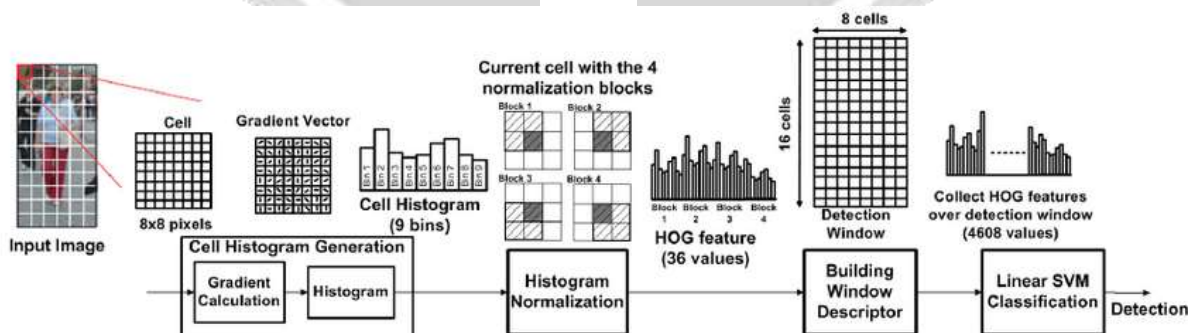 Input Image
Cell
8x8 pixels
Gradient Vector
Bin 1
Bin 2
Bin 3
Bin 4
Bin 5
Bin 6
Bin 7
Bin 8
Bin 9
Cell Histogram
(9 bins)
Current cell with the 4
normalization blocks
Block 1
Block 2
Block 3
Block 4
Block
1
Block
2
Block
3
Block
4
HOG feature
(36 values)
8 cells
16 cells
Detection
Window
Collect HOG features
over detection window
(4608 values)
Cell Histogram Generation
Gradient
Calculation
Histogram
Histogram
Normalization
Building
Window
Descriptor
Linear SVM
Classification
Detection